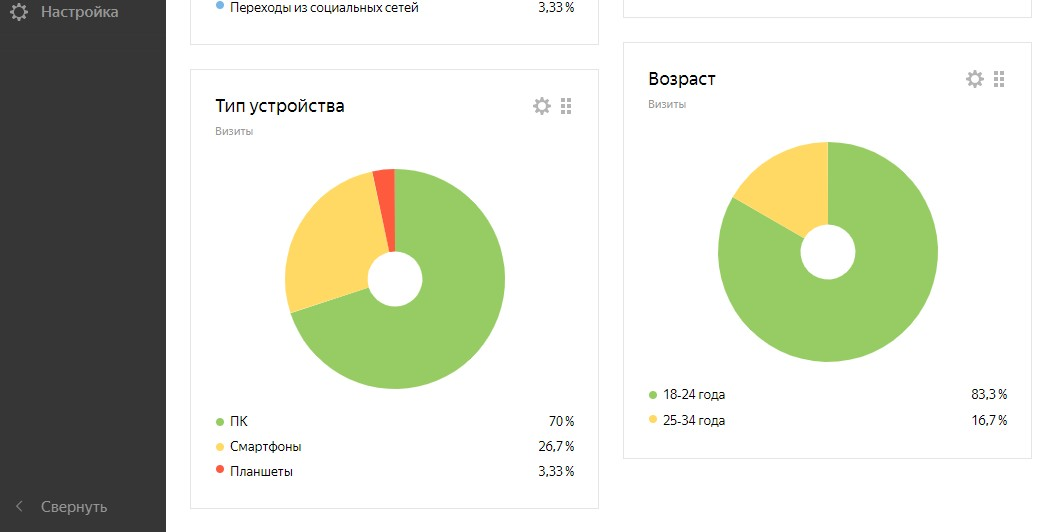 Настройка
Переходы из социальных сетей 3,33 %
Тип устройства
Визиты
ПК 70 %
Смартфоны 26,7 %
Планшеты 3,33 %
Возраст
Визиты
18-24 года 83,3 %
25-34 года 16,7 %
Свернуть